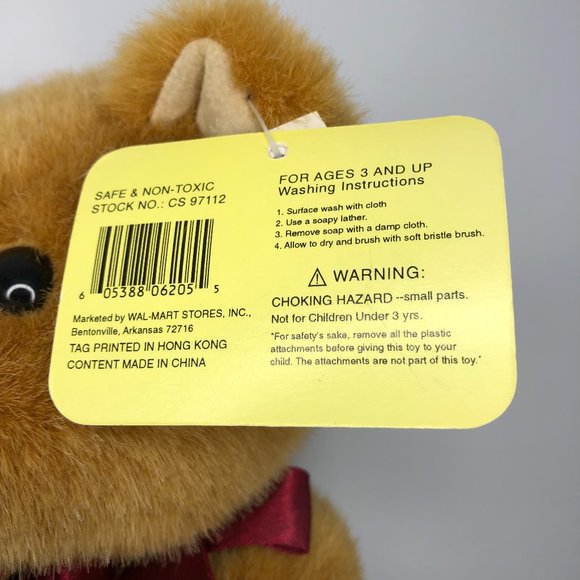 SAFE & NON-TOXIC
STOCK NO.: CS 97112
6 05388 06205 5
Marketed by WAL-MART STORES, INC.,
Bentonville, Arkansas 72716
TAG PRINTED IN HONG KONG
CONTENT MADE IN CHINA
FOR AGES 3 AND UP
Washing Instructions
1. Surface wash with cloth
2. Use a soapy lather.
3. Remove soap with a damp cloth.
4. Allow to dry and brush with soft bristle brush.
⚠ WARNING:
CHOKING HAZARD --small parts.
Not for Children Under 3 yrs.
"For safety's sake, remove all the plastic
attachments before giving this toy to your
child. The attachments are not part of this toy."